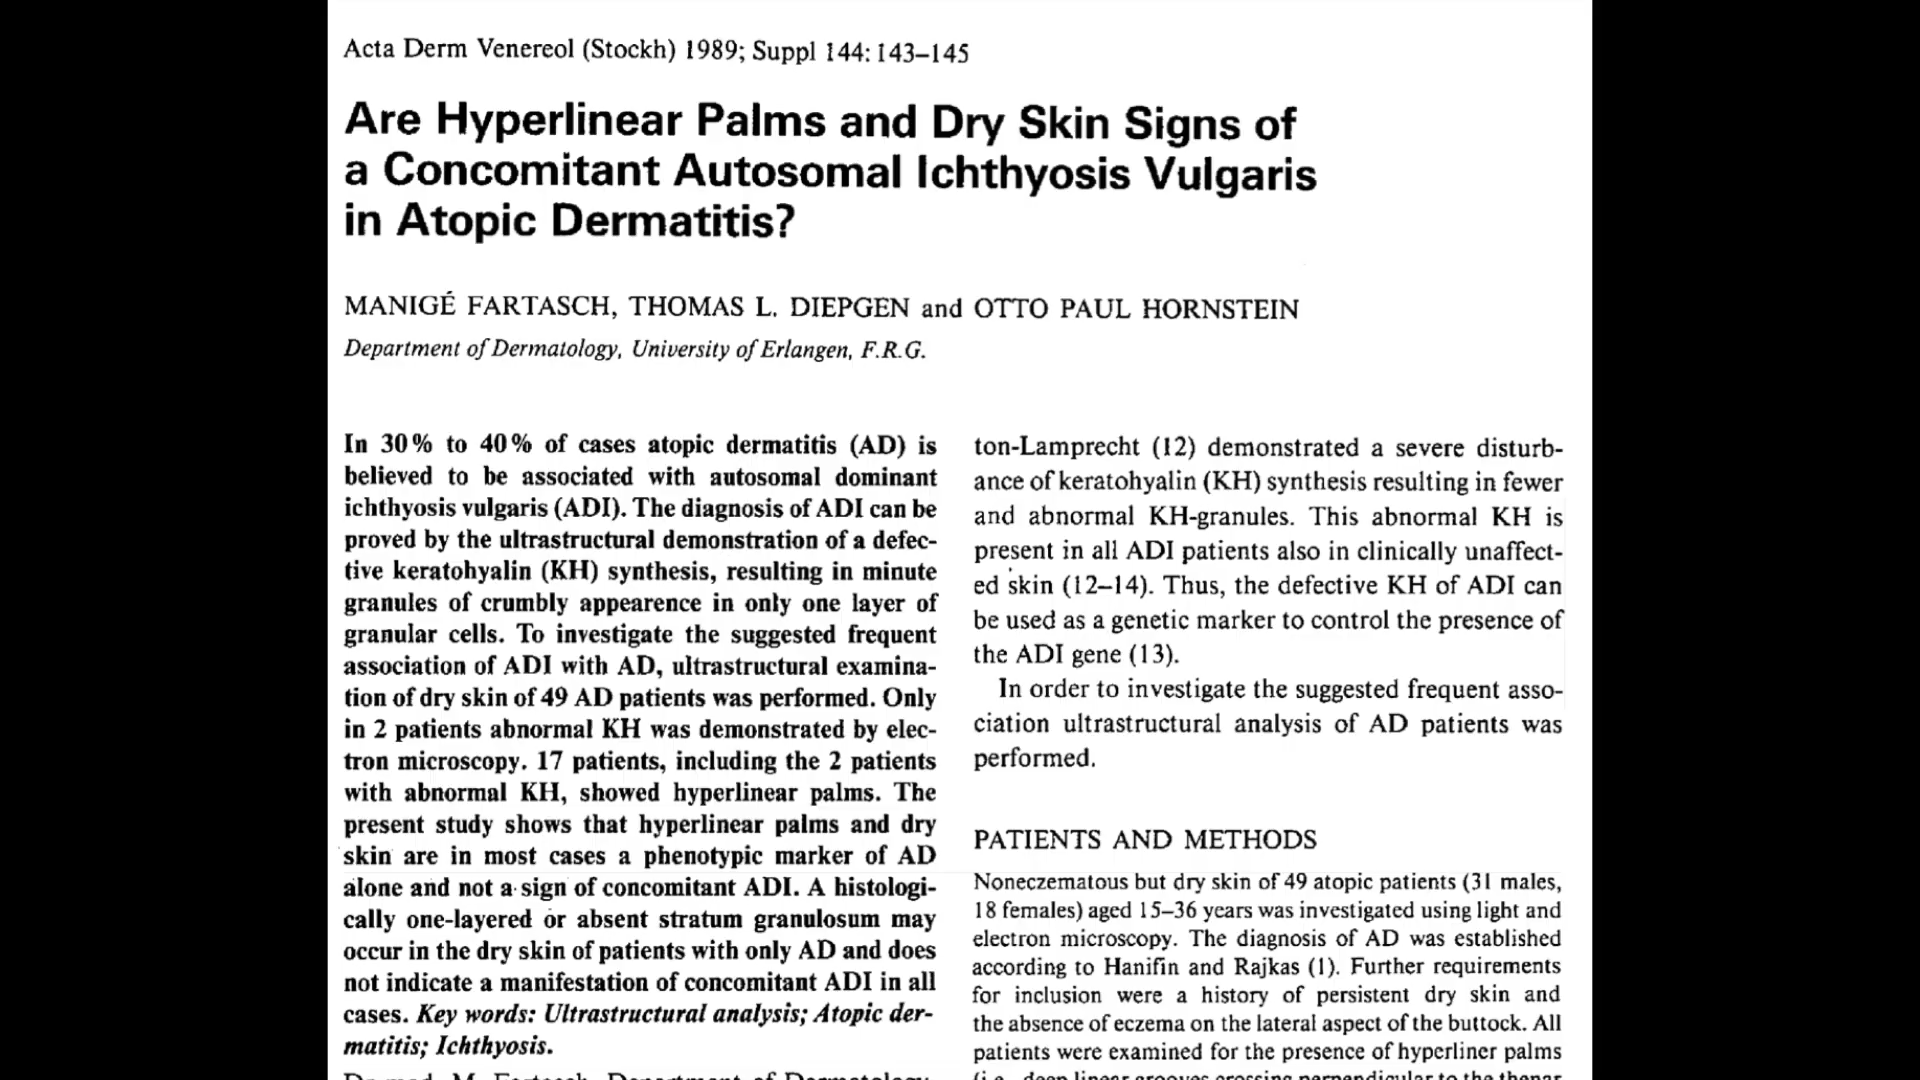 Acta Derm Venereol (Stockh) 1989; Suppl 144: 143–145
Are Hyperlinear Palms and Dry Skin Signs of
a Concomitant Autosomal Ichthyosis Vulgaris
in Atopic Dermatitis?
MANIGÉ FARTASCH, THOMAS L. DIEPGEN and OTTO PAUL HORNSTEIN
Department of Dermatology, University of Erlangen, F.R.G.
In 30% to 40% of cases atopic dermatitis (AD) is
believed to be associated with autosomal dominant
ichthyosis vulgaris (ADI). The diagnosis of ADI can be
proved by the ultrastructural demonstration of a defec-
tive keratohyalin (KH) synthesis, resulting in minute
granules of crumbly appearence in only one layer of
granular cells. To investigate the suggested frequent
association of ADI with AD, ultrastructural examina-
tion of dry skin of 49 AD patients was performed. Only
in 2 patients abnormal KH was demonstrated by elec-
tron microscopy. 17 patients, including the 2 patients
with abnormal KH, showed hyperlinear palms. The
present study shows that hyperlinear palms and dry
skin are in most cases a phenotypic marker of AD
alone and not a sign of concomitant ADI. A histologi-
cally one-layered or absent stratum granulosum may
occur in the dry skin of patients with only AD and does
not indicate a manifestation of concomitant ADI in all
cases. Key words: Ultrastructural analysis; Atopic der-
matitis; Ichthyosis.
Dr med. M. Fartasch, Department of Dermatology,
ton-Lamprecht (12) demonstrated a severe disturb-
ance of keratohyalin (KH) synthesis resulting in fewer
and abnormal KH-granules. This abnormal KH is
present in all ADI patients also in clinically unaffect-
ed skin (12–14). Thus, the defective KH of ADI can
be used as a genetic marker to control the presence of
the ADI gene (13).
In order to investigate the suggested frequent asso-
ciation ultrastructural analysis of AD patients was
performed.
PATIENTS AND METHODS
Noneczematous but dry skin of 49 atopic patients (31 males,
18 females) aged 15–36 years was investigated using light and
electron microscopy. The diagnosis of AD was established
according to Hanifin and Rajkas (1). Further requirements
for inclusion were a history of persistent dry skin and
the absence of eczema on the lateral aspect of the buttock. All
patients were examined for the presence of hyperliner palms
(i.e., deep linear grooves crossing perpendicular to the thenar